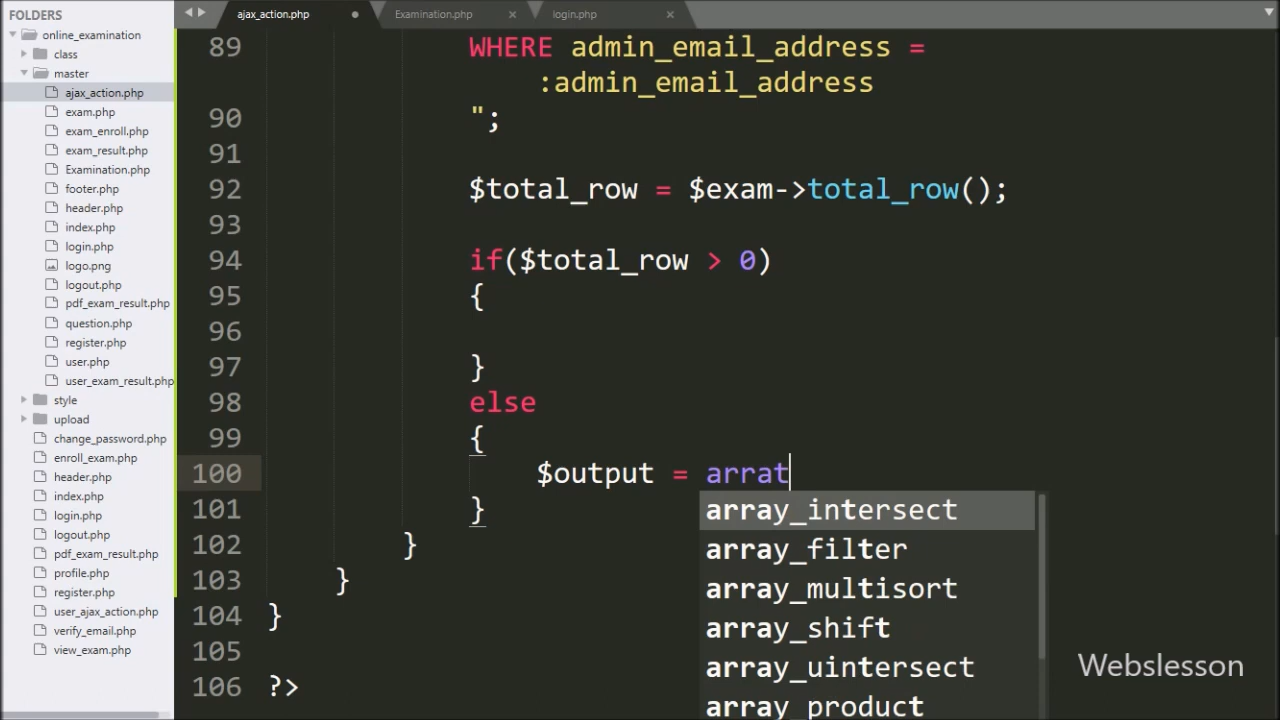 FOLDERS
online_examination
class
master
ajax_action.php
exam.php
exam_enroll.php
exam_result.php
Examination.php
footer.php
header.php
index.php
login.php
logo.png
logout.php
pdf_exam_result.php
question.php
register.php
user.php
user_exam_result.php
style
upload
change_password.php
enroll_exam.php
header.php
index.php
login.php
logout.php
pdf_exam_result.php
profile.php
register.php
user_ajax_action.php
verify_email.php
view_exam.php
ajax_action.php Examination.php login.php
89 WHERE admin_email_address =
:admin_email_address
90 ";
91
92 $total_row = $exam->total_row();
93
94 if($total_row > 0)
95 {
96
97 }
98 else
99 {
100 $output = arrat
array_intersect
101 }
array_filter
102 }
array_multisort
103 }
array_shift
104 }
105
array_uintersect
106 ?>
array_product
Webslesson